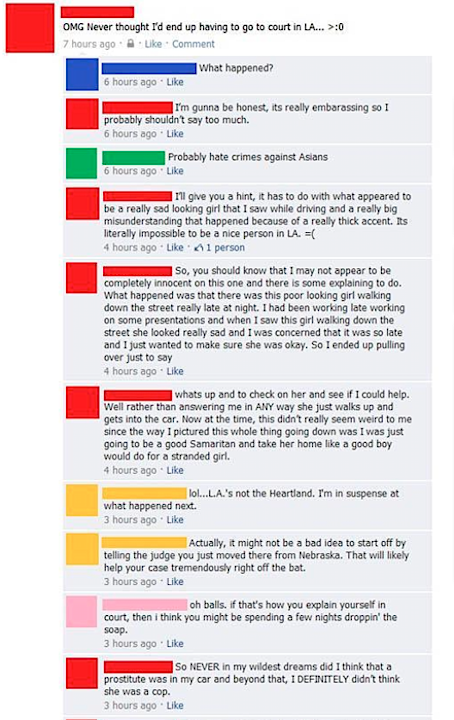 OMG Never thought I'd end up having to go to court in LA... >:0
7 hours ago · Like · Comment
What happened?
6 hours ago · Like
I'm gunna be honest, its really embarassing so I
probably shouldn't say too much.
6 hours ago · Like
Probably hate crimes against Asians
6 hours ago · Like
I'll give you a hint, it has to do with what appeared to
be a really sad looking girl that I saw while driving and a really big
misunderstanding that happened because of a really thick accent. Its
literally impossible to be a nice person in LA. =(
4 hours ago · Like · 1 person
So, you should know that I may not appear to be
completely innocent on this one and there is some explaining to do.
What happened was that there was this poor looking girl walking
down the street really late at night. I had been working late working
on some presentations and when I saw this girl walking down the
street she looked really sad and I was concerned that it was so late
and I just wanted to make sure she was okay. So I ended up pulling
over just to say
4 hours ago · Like
whats up and to check on her and see if I could help.
Well rather than answering me in ANY way she just walks up and
gets into the car. Now at the time, this didn't really seem weird to me
since the way I pictured this whole thing going down was I was just
going to be a good Samaritan and take her home like a good boy
would do for a stranded girl.
4 hours ago · Like
lol...L.A.'s not the Heartland. I'm in suspense at
what happened next.
3 hours ago · Like
Actually, it might not be a bad idea to start off by
telling the judge you just moved there from Nebraska. That will likely
help your case tremendously right off the bat.
3 hours ago · Like
oh balls. if that's how you explain yourself in
court, then i think you might be spending a few nights droppin' the
soap.
3 hours ago · Like
So NEVER in my wildest dreams did I think that a
prostitute was in my car and beyond that, I DEFINITELY didn't think
she was a cop.
3 hours ago · Like